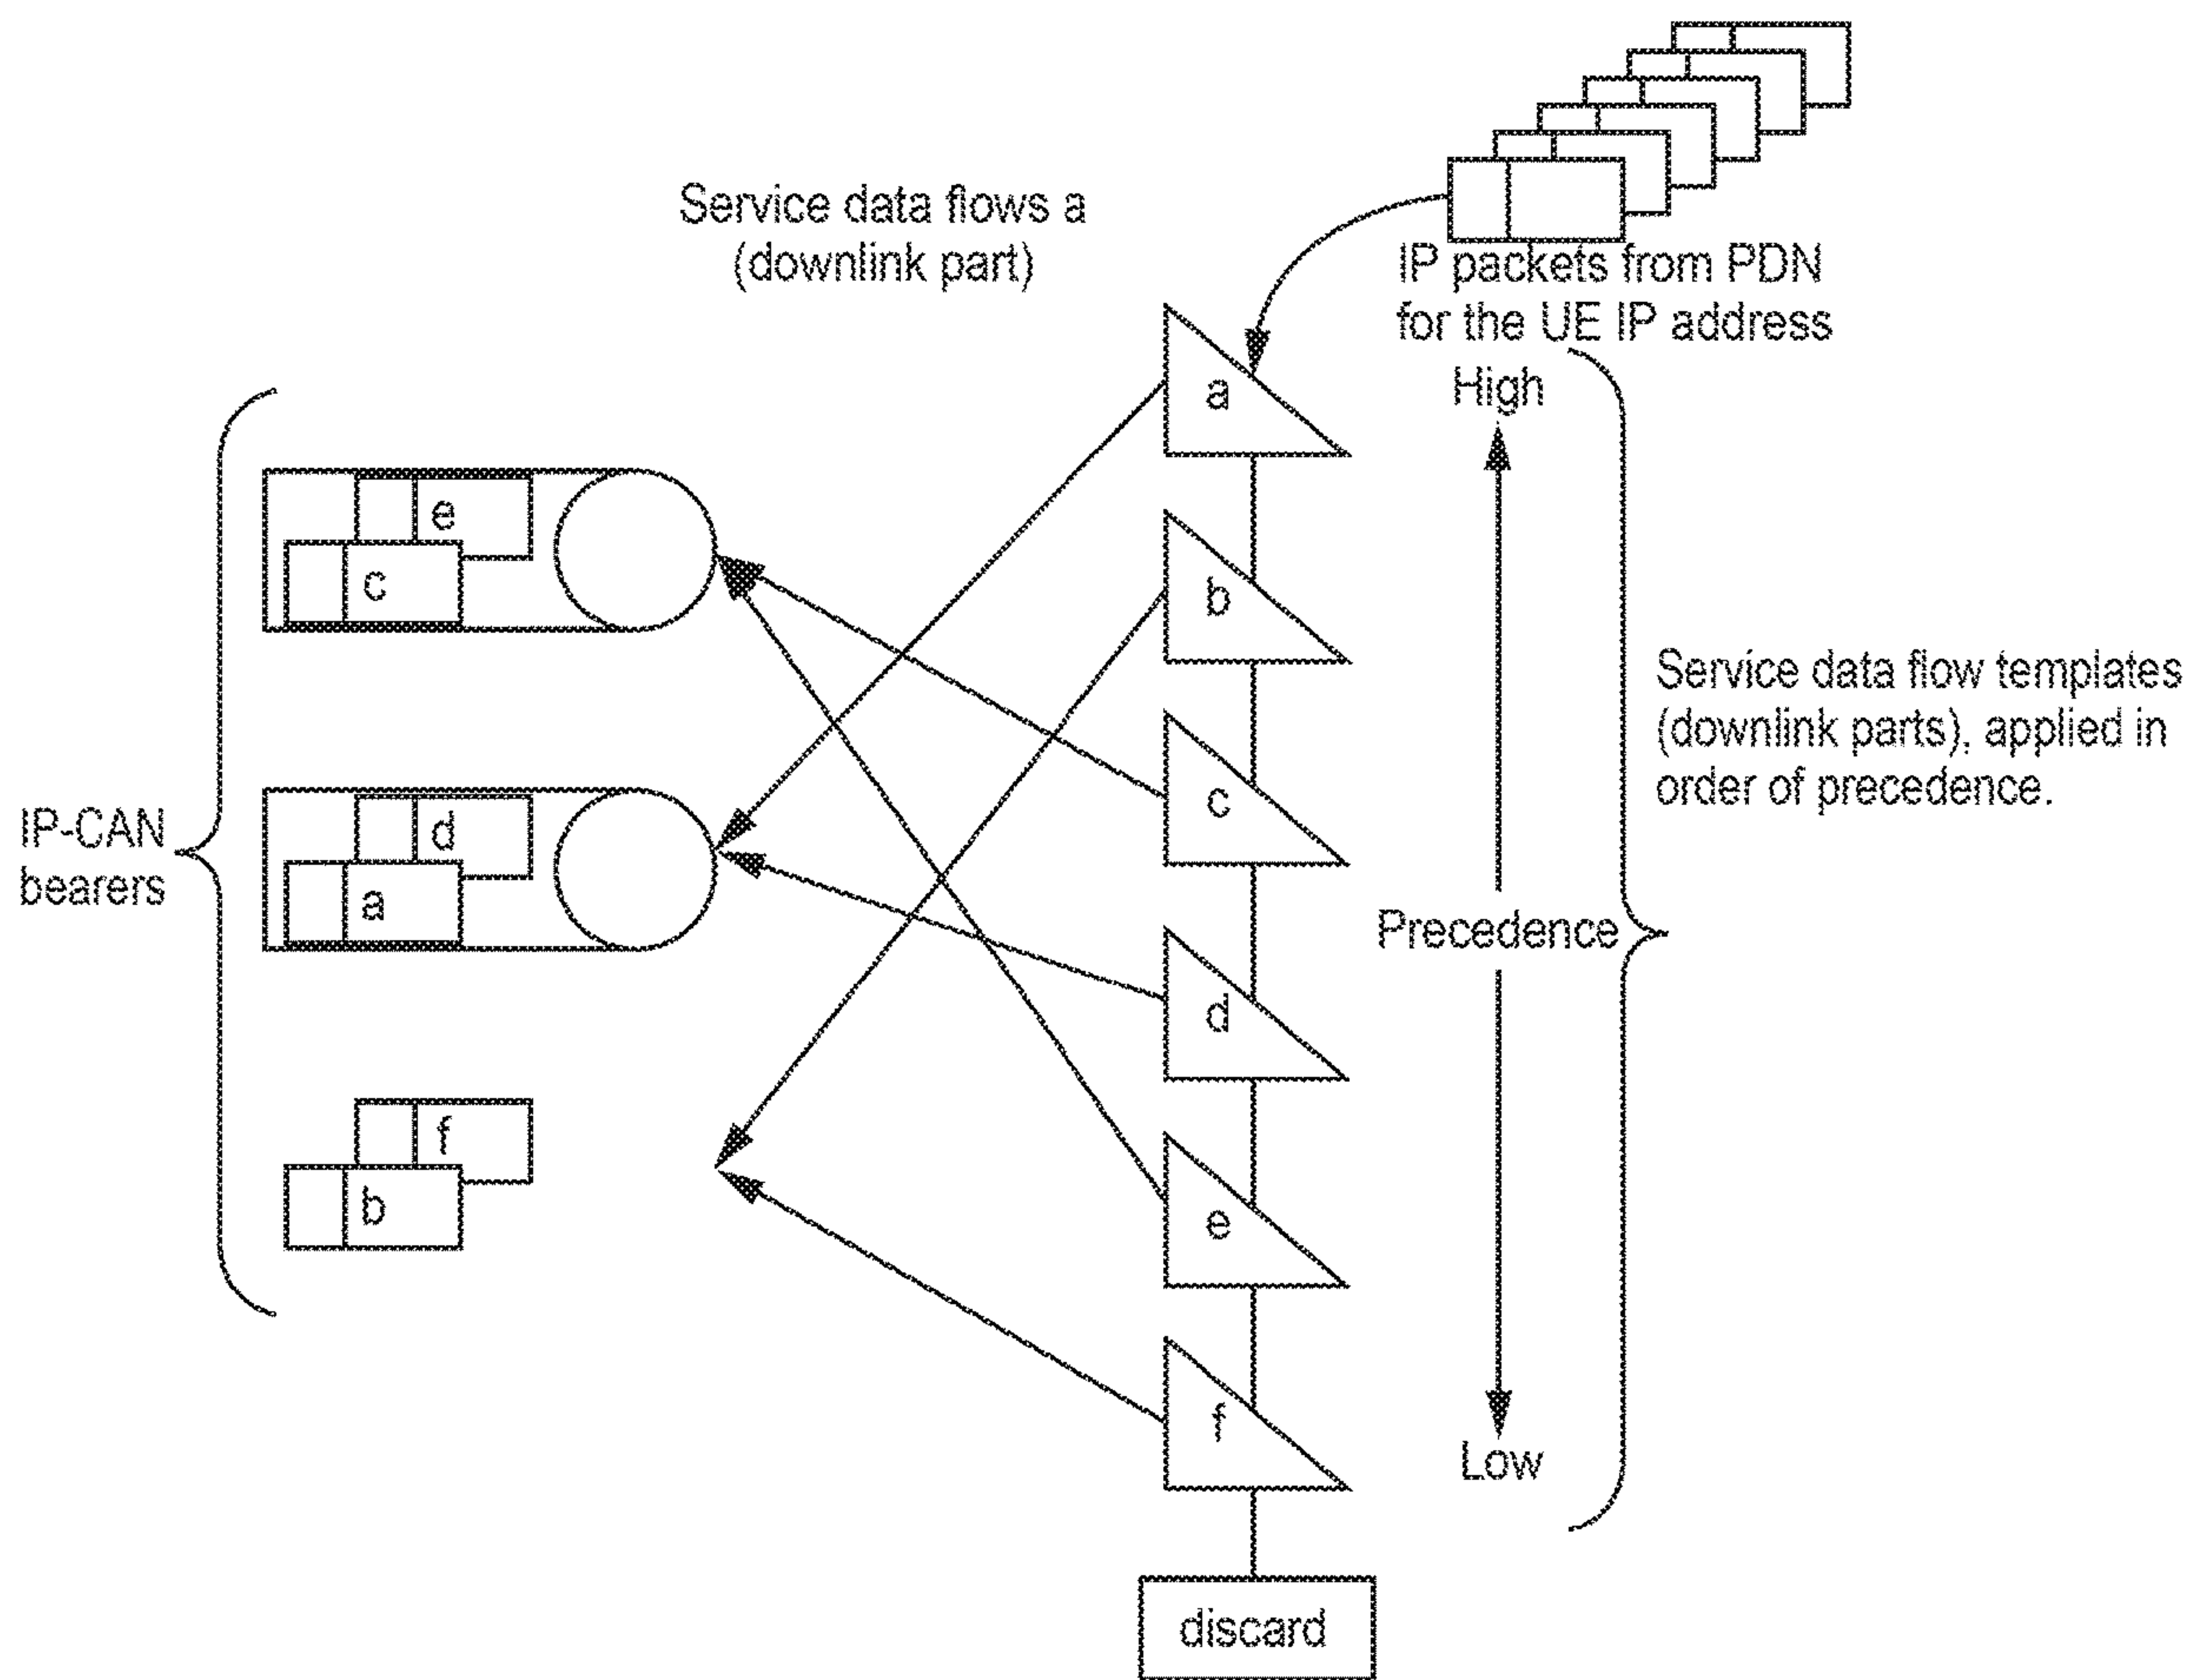 Service data flows a
(downlink part)
IP packets from PDN
for the UE IP address
High
a
e
b
c
Service data flow templates
(downlink parts), applied in
order of precedence.
c
IP-CAN
bearers
d
a
Precedence
d
f
b
e
f
Low
discard